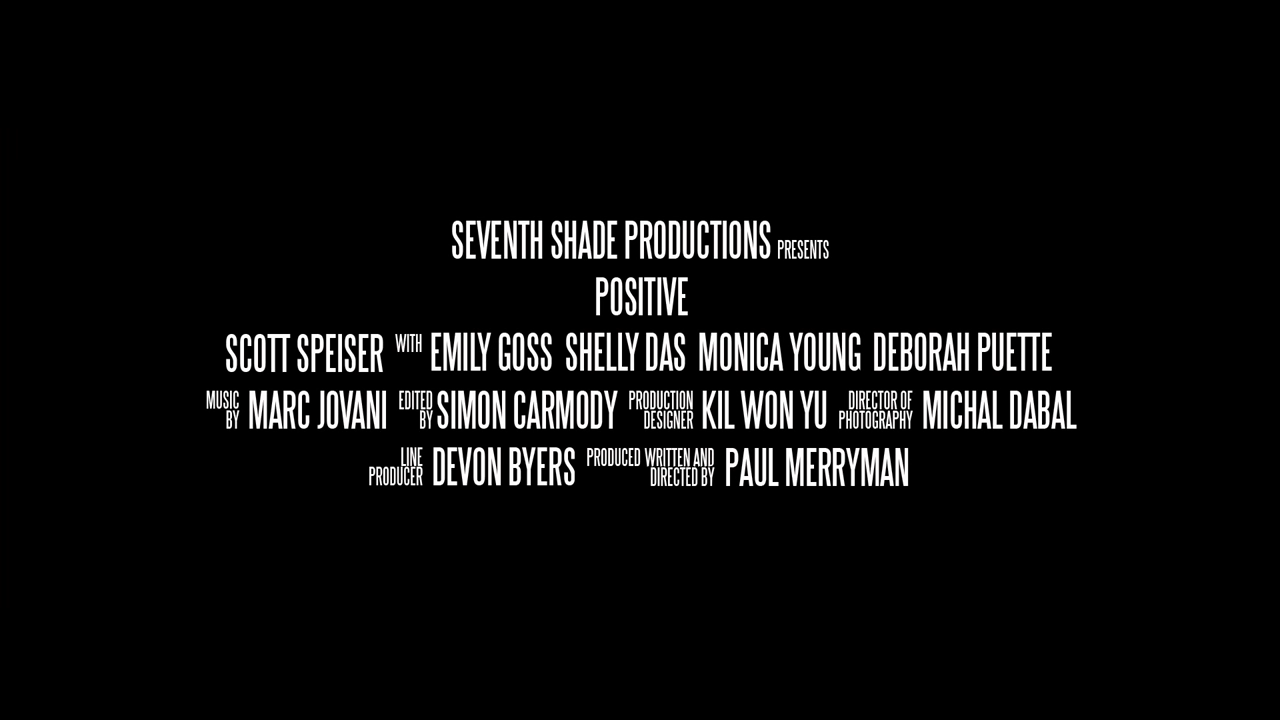 SEVENTH SHADE PRODUCTIONS PRESENTS
POSITIVE
SCOTT SPEISER WITH EMILY GOSS SHELLY DAS MONICA YOUNG DEBORAH PUETTE
MUSIC BY MARC JOVANI EDITED BY SIMON CARMODY PRODUCTION DESIGNER KIL WON YU DIRECTOR OF PHOTOGRAPHY MICHAL DABAL
LINE PRODUCER DEVON BYERS PRODUCED WRITTEN AND DIRECTED BY PAUL MERRYMAN